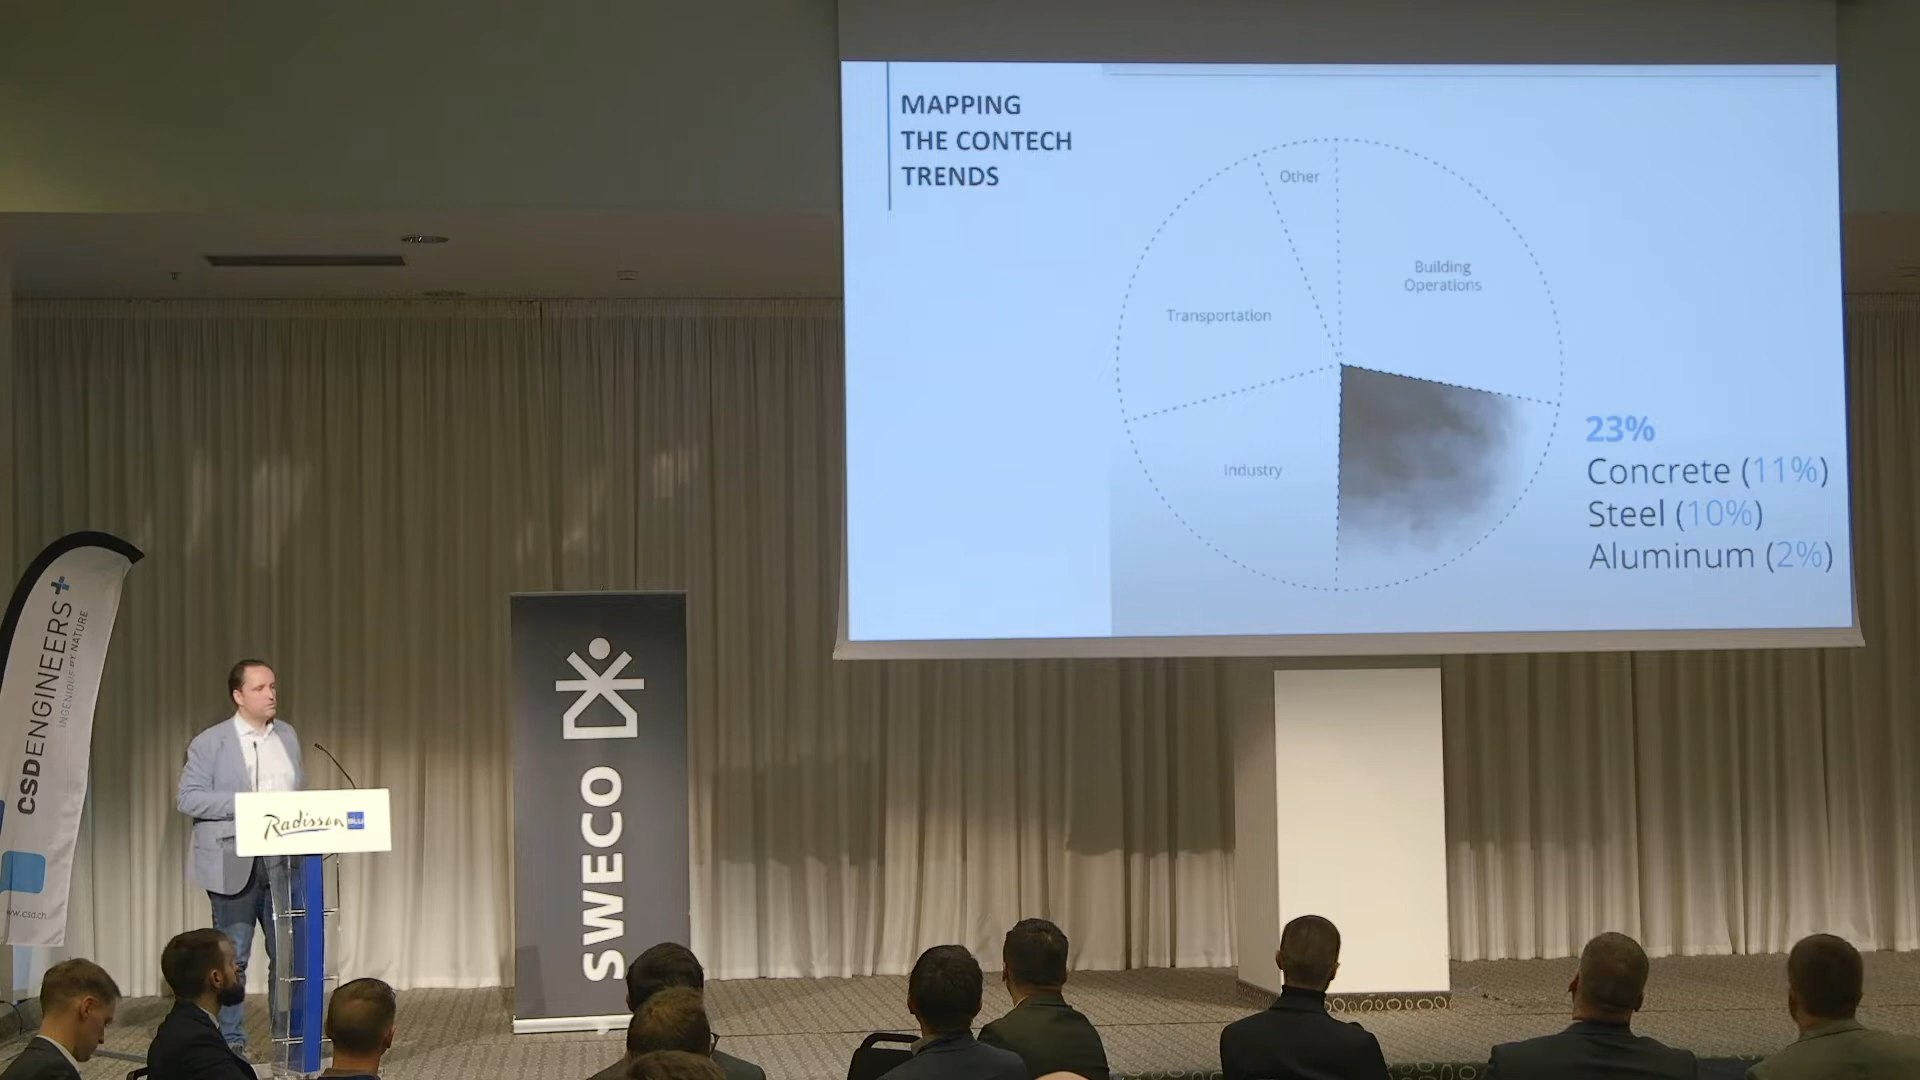 MAPPING
THE CONTECH
TRENDS
Other
Building
Operations
Transportation
Industry
23%
Concrete (11%)
Steel (10%)
Aluminum (2%)
CSDENGINEERS+
INGENIOUS BY NATURE
www.csd.ch
SWECO
Radisson BLU